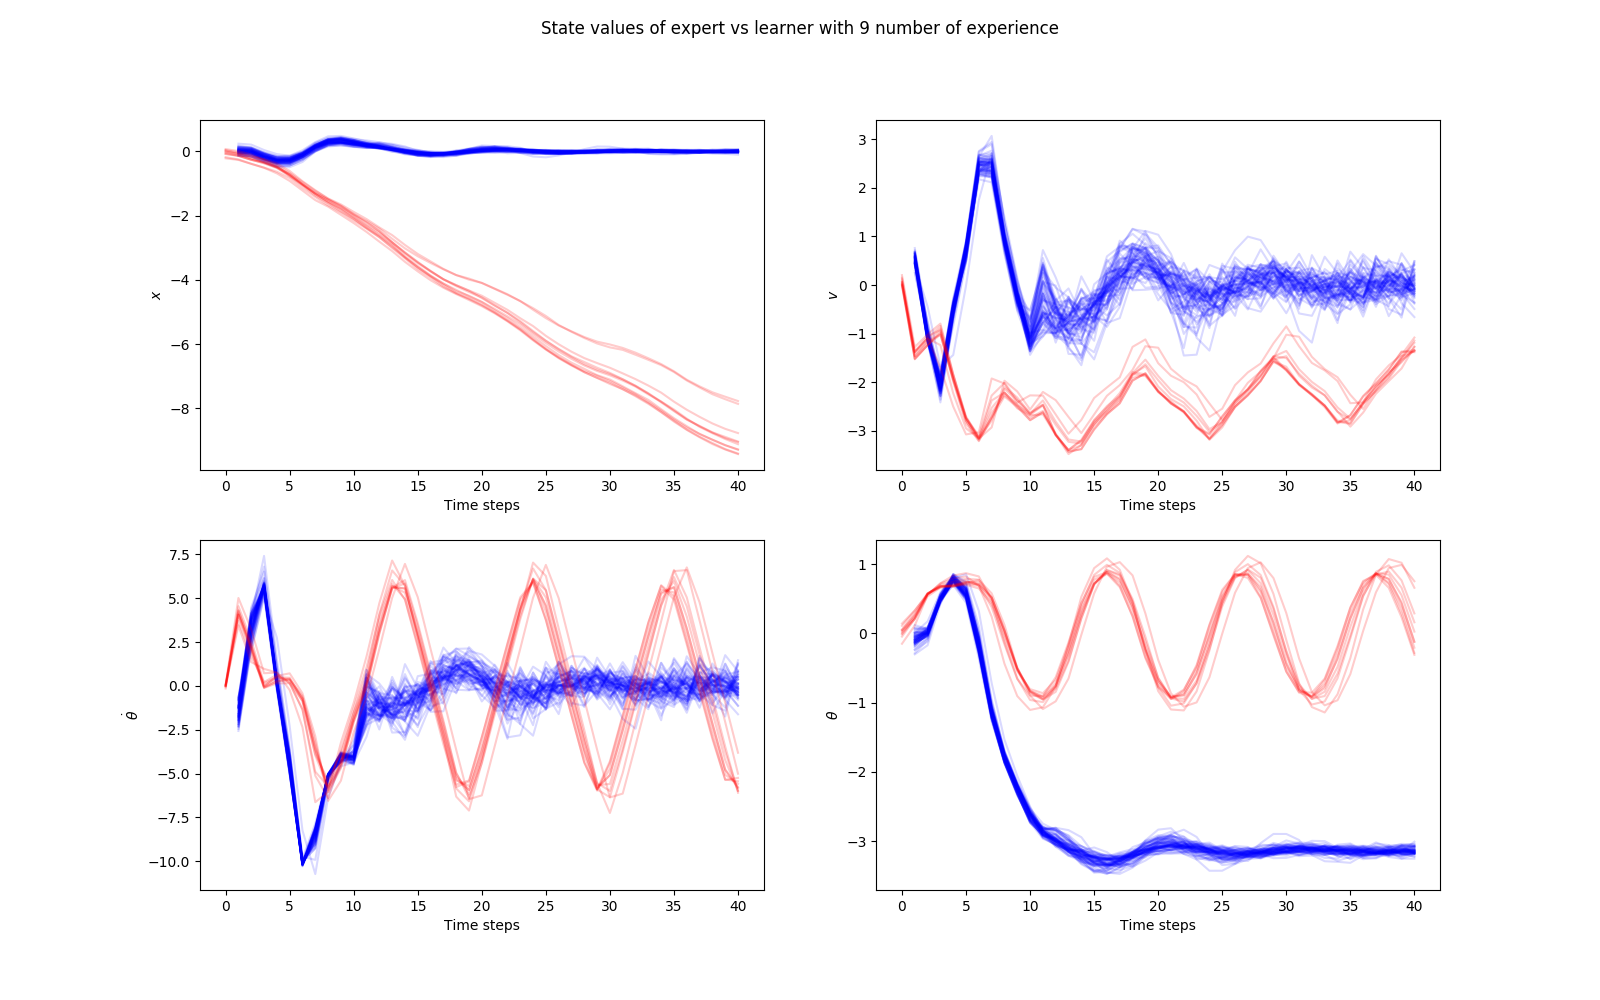 State values of expert vs learner with 9 number of experience
0
−2
−4
−6
−8
x
0 5 10 15 20 25 30 35 40
Time steps
3
2
1
0
−1
−2
−3
v
0 5 10 15 20 25 30 35 40
Time steps
7.5
5.0
2.5
0.0
−2.5
−5.0
−7.5
−10.0
θ̇
0 5 10 15 20 25 30 35 40
Time steps
1
0
−1
−2
−3
θ
0 5 10 15 20 25 30 35 40
Time steps